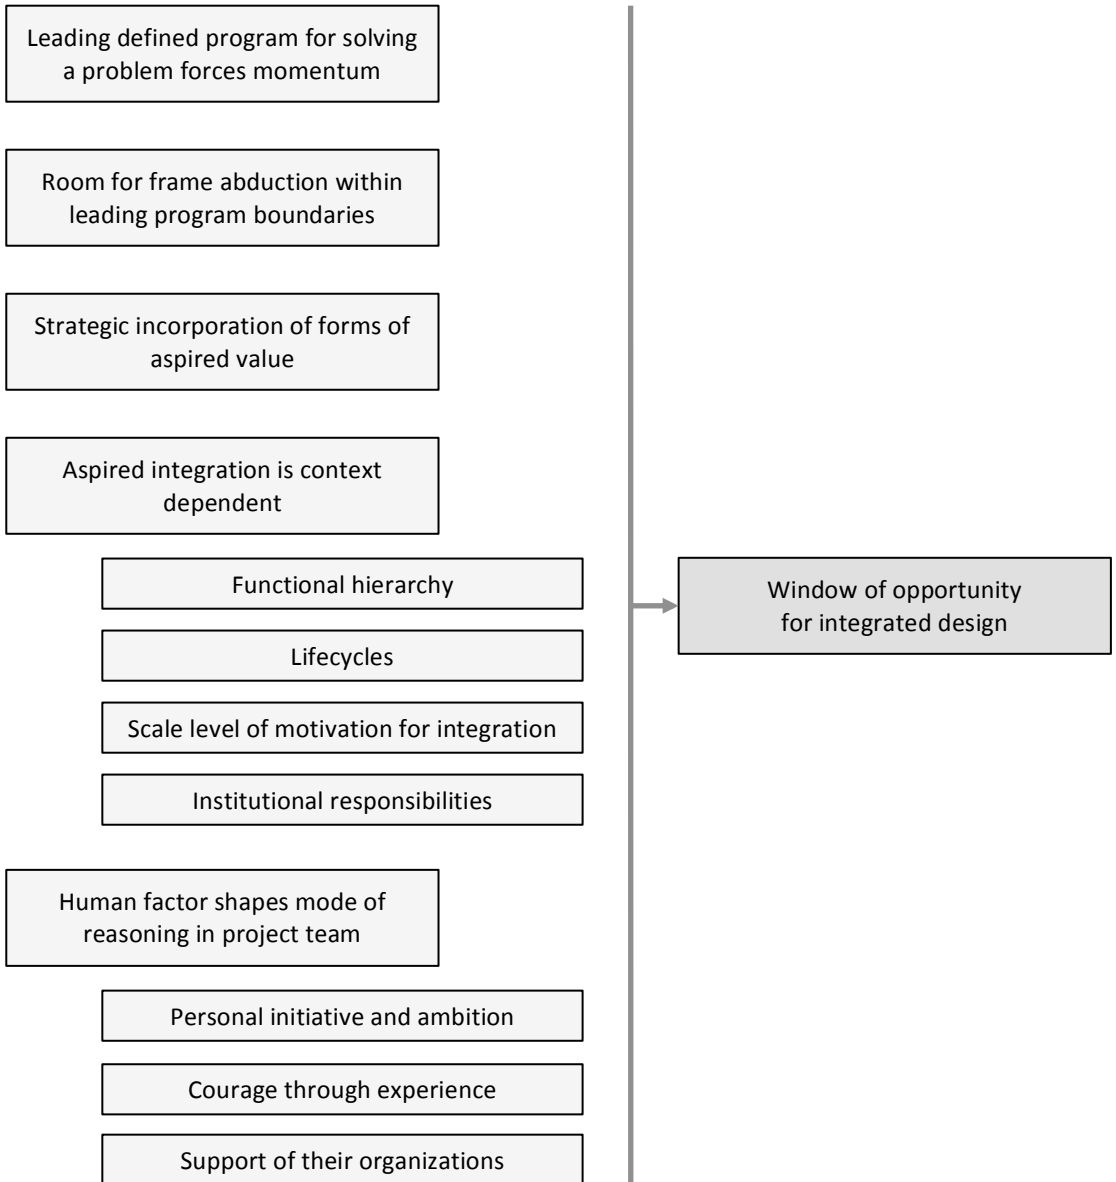 Leading defined program for solving
a problem forces momentum
Room for frame abduction within
leading program boundaries
Strategic incorporation of forms of
aspired value
Aspired integration is context
dependent
Functional hierarchy
Lifecycles
Scale level of motivation for integration
Institutional responsibilities
Human factor shapes mode of
reasoning in project team
Personal initiative and ambition
Courage through experience
Support of their organizations
Window of opportunity
for integrated design